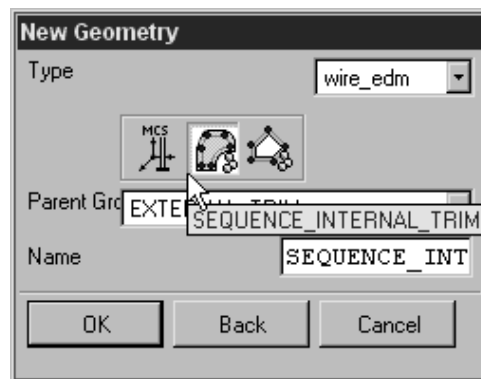 New Geometry
Type
wire_edm
MCS
Parent Gro
SEQUENCE_INTERNAL_TRIM
Name
SEQUENCE_INT
OK
Back
Cancel